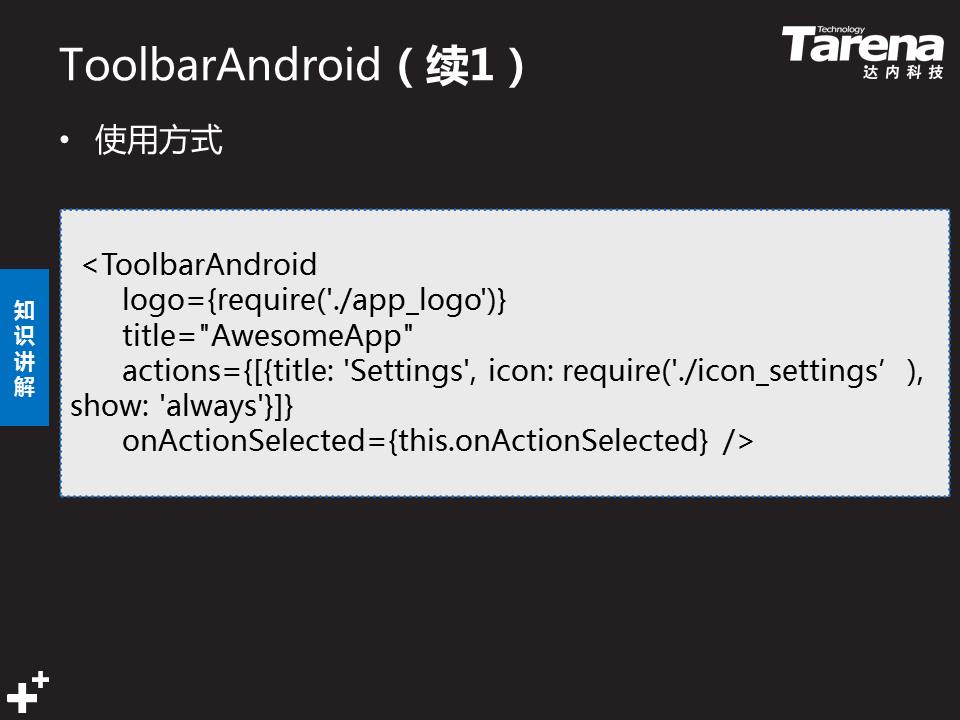 ToolbarAndroid（续1）
Technology
Tarena
达内科技
• 使用方式
知识讲解
<ToolbarAndroid
logo={require('./app_logo')}
title="AwesomeApp"
actions={[{title: 'Settings', icon: require('./icon_settings’),
show: 'always'}]}
onActionSelected={this.onActionSelected} />